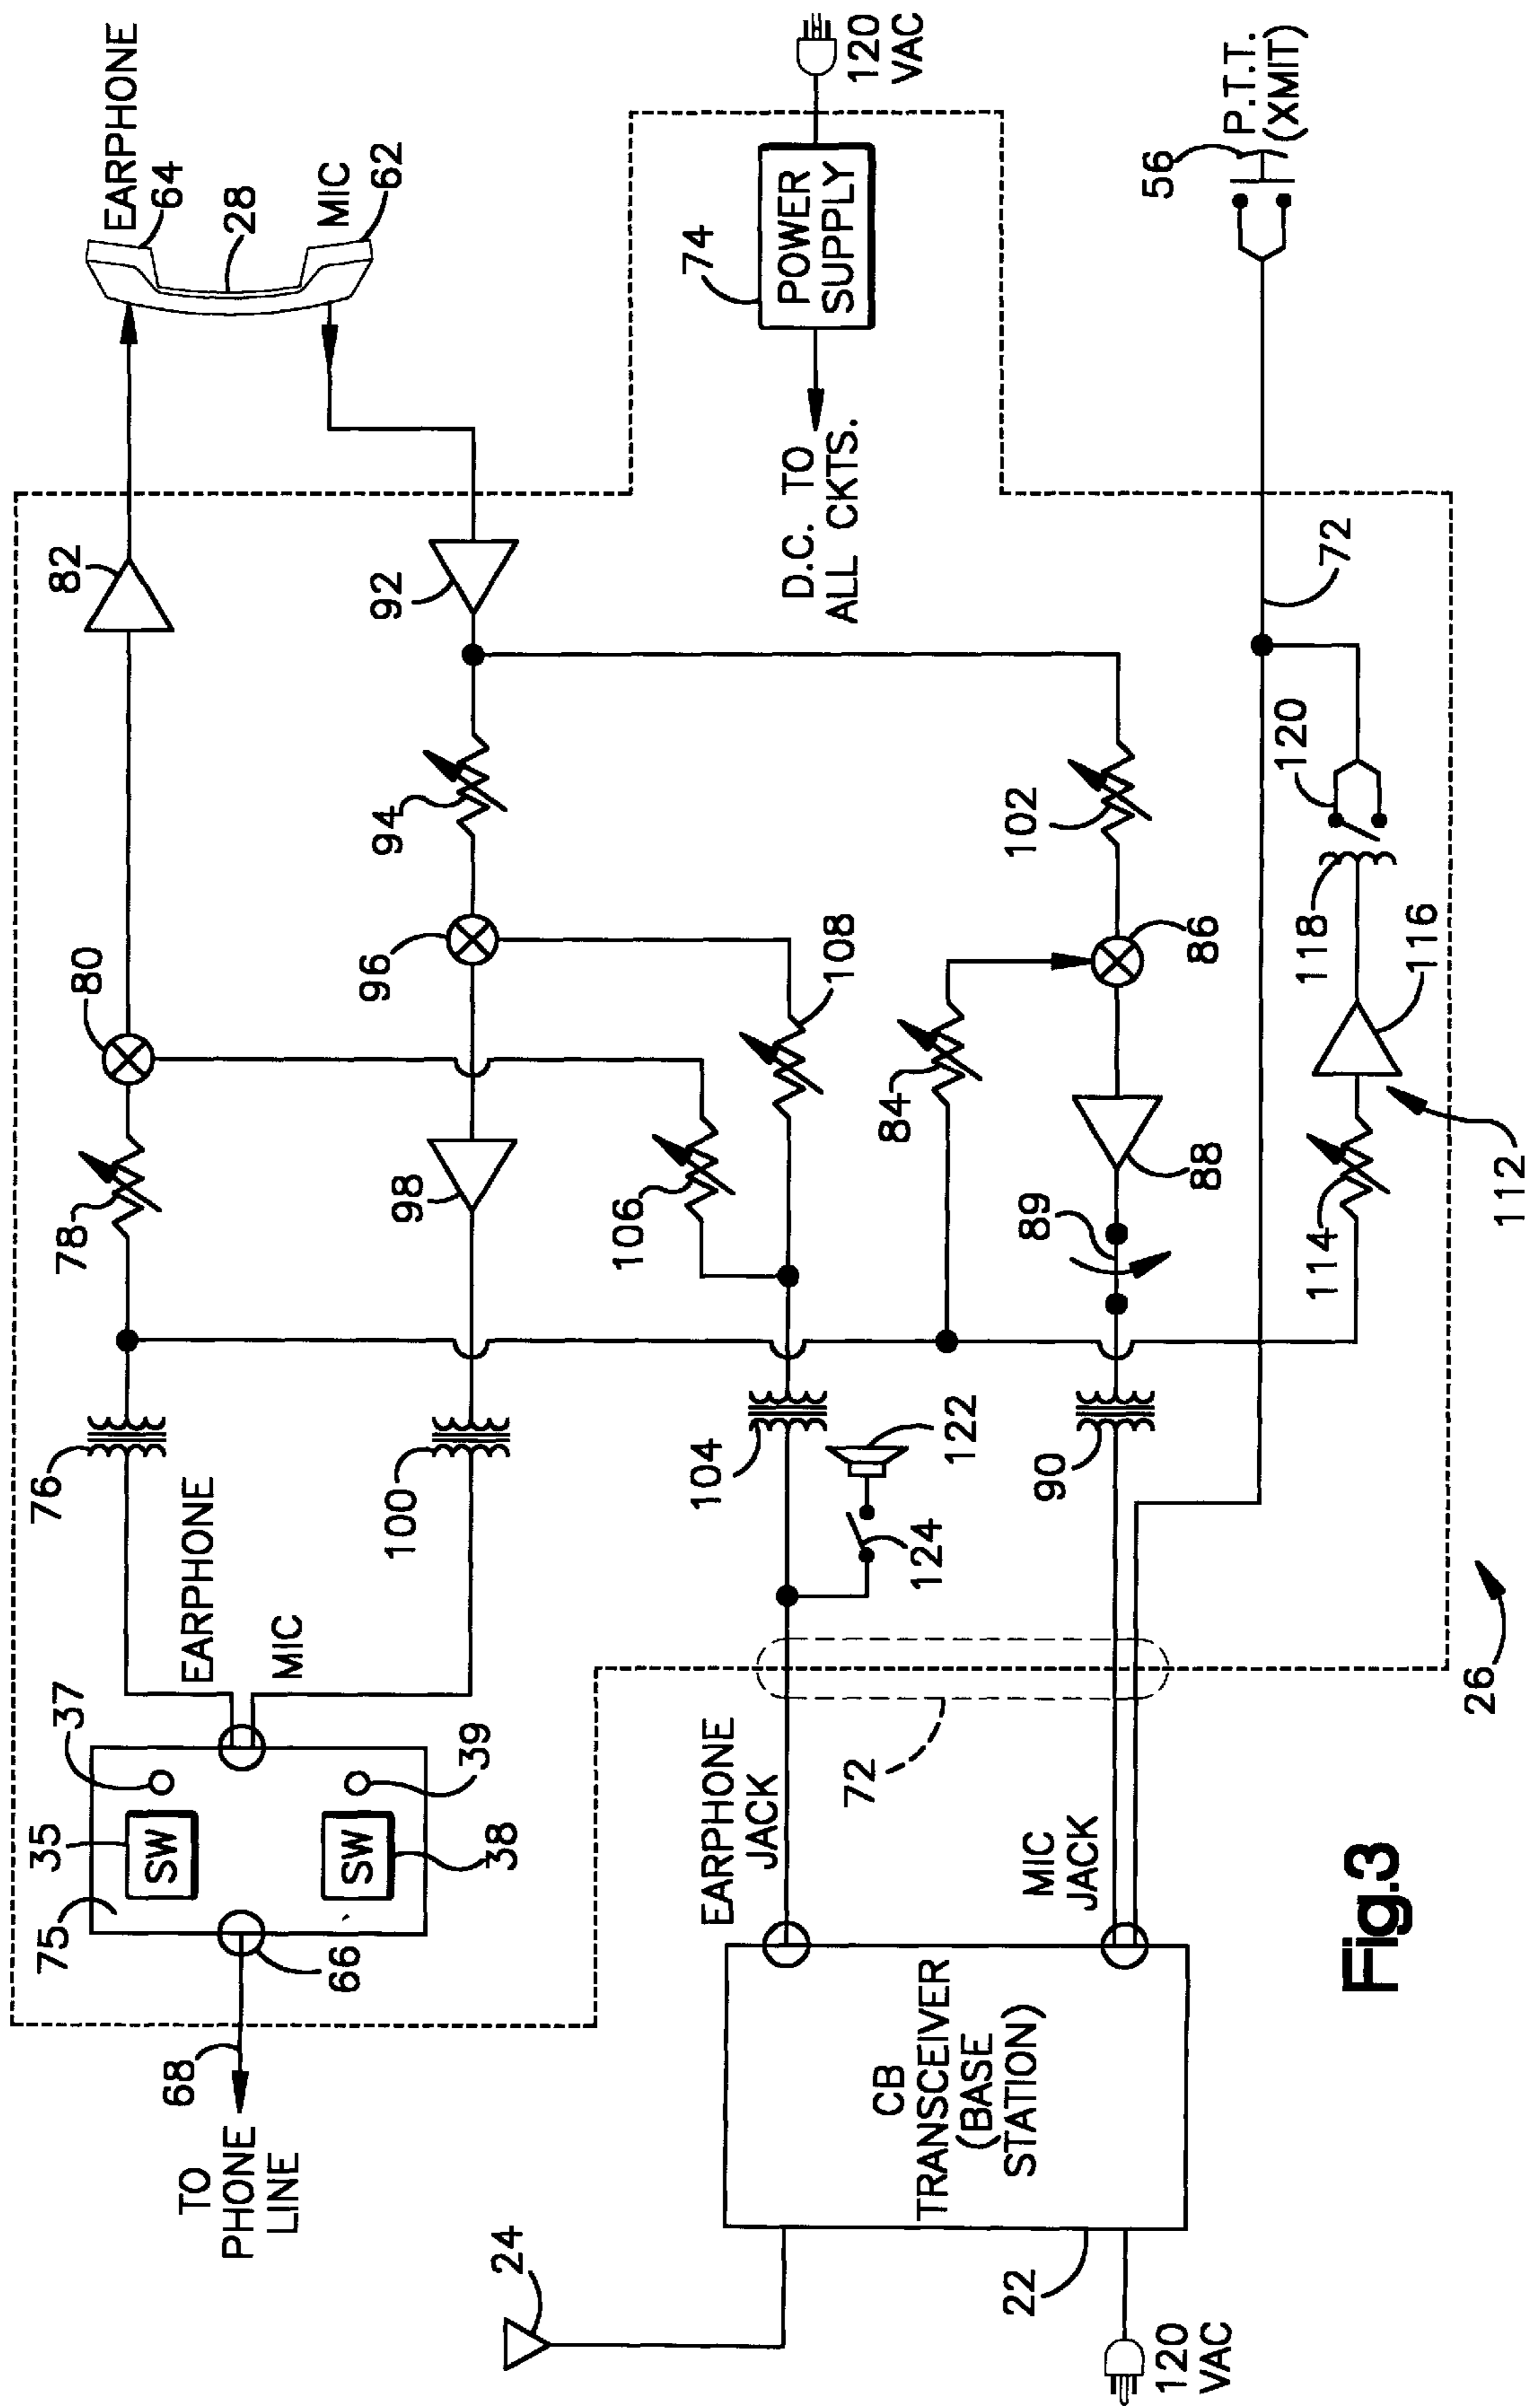 EARPHONE
64
28
MIC
62
82
92
80
78
94
96
98
76
100
EARPHONE
MIC
37
39
35
SW
SW
38
75
66
68
TO
PHONE
LINE
120
VAC
74
POWER
SUPPLY
D.C. TO
ALL CKTS.
56
P.T.T.
(XMIT)
72
102
108
106
84
86
88
89
90
104
122
124
120
118
116
114
112
72
EARPHONE
JACK
MIC
JACK
CB
TRANSCEIVER
(BASE
STATION)
24
22
120
VAC
26
Fig.3